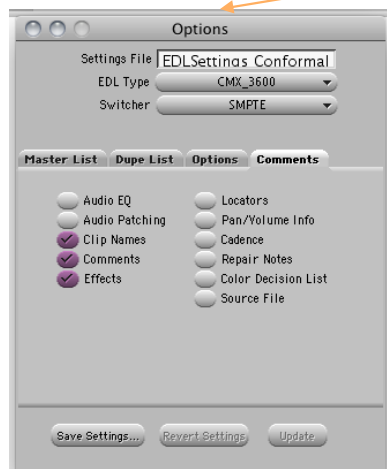 Options
Settings File EDLSettings Conformal
EDL Type CMX_3600
Switcher SMPTE
Master List Dupe List Options Comments
Audio EQ
Audio Patching
Clip Names
Comments
Effects
Locators
Pan/Volume Info
Cadence
Repair Notes
Color Decision List
Source File
Save Settings... Revert Settings Update